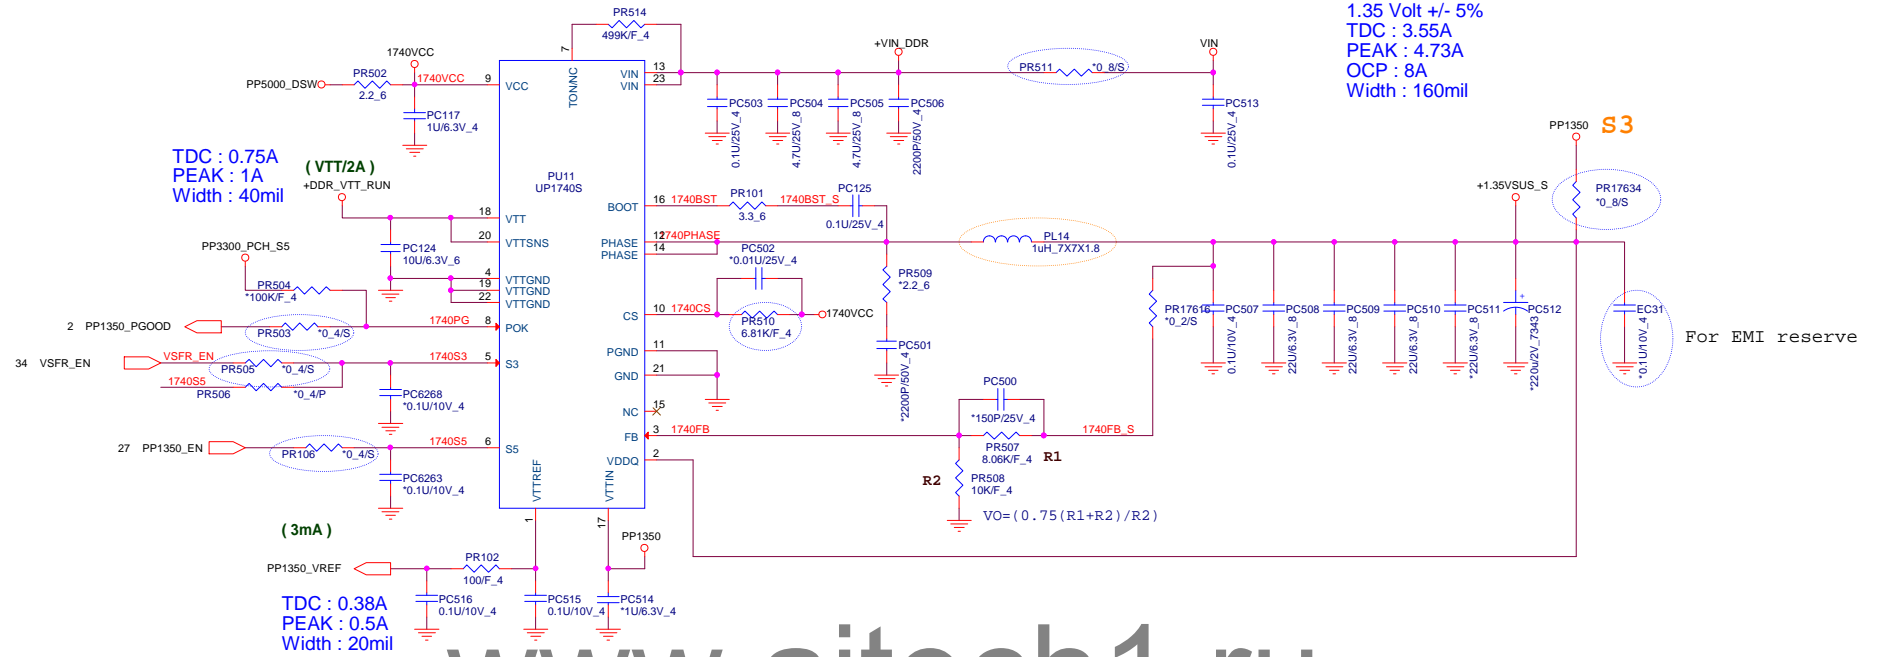 PR514
499K/F_4
7
1740VCC
PR502
PP5000_DSW
1740VCC
9
VCC
2.2_6
PC117
1U/6.3V_4
TON/NC
VIN
VIN
13
23
+VIN_DDR
PR511
*0_8/S
VIN
PC503
0.1U/25V_4
PC504
4.7U/25V_8
PC505
4.7U/25V_8
PC506
2200P/50V_4
PC513
0.1U/25V_4
1.35 Volt +/- 5%
TDC : 3.55A
PEAK : 4.73A
OCP : 8A
Width : 160mil
PP1350
S3
TDC : 0.75A
PEAK : 1A
Width : 40mil
( VTT/2A )
+DDR_VTT_RUN
PU11
UP1740S
18
VTT
20
VTTSNS
PC124
10U/6.3V_6
4
VTTGND
19
VTTGND
22
VTTGND
BOOT
16
1740BST
PR101
3.3_6
1740BST_S
PC125
0.1U/25V_4
PHASE
12
1740PHASE
PHASE
14
PL14
1uH_7X7X1.8
+1.35VSUS_S
PR17634
*0_8/S
PP3300_PCH_S5
PR504
*100K/F_4
2 PP1350_PGOOD
PR503
*0_4/S
1740PG
8
POK
34 VSFR_EN
VSFR_EN
PR505
*0_4/S
1740S3
5
S3
1740S5
PR506
*0_4/P
PC6268
*0.1U/10V_4
27 PP1350_EN
PR106
*0_4/S
1740S5
6
S5
PC6263
*0.1U/10V_4
PC502
*0.01U/25V_4
CS
10
1740CS
PR510
6.81K/F_4
1740VCC
PGND
11
GND
21
NC
15
FB
3
1740FB
VDDQ
2
PR509
*2.2_6
PC501
*2200P/50V_4
PC500
*150P/25V_4
PR507
8.06K/F_4
R1
1740FB_S
R2
PR508
10K/F_4
VO=(0.75(R1+R2)/R2)
PR17616
*0_2/S
PC507
0.1U/10V_4
PC508
22U/6.3V_8
PC509
22U/6.3V_8
PC510
22U/6.3V_8
PC511
*22U/6.3V_8
+
PC512
*220u/2V_7343
EC31
*0.1U/10V_4
For EMI reserve
VTTREF
1
VTTIN
17
PP1350
( 3mA )
PP1350_VREF
PR102
100/F_4
PC516
0.1U/10V_4
PC515
0.1U/10V_4
PC514
*1U/6.3V_4
TDC : 0.38A
PEAK : 0.5A
Width : 20mil